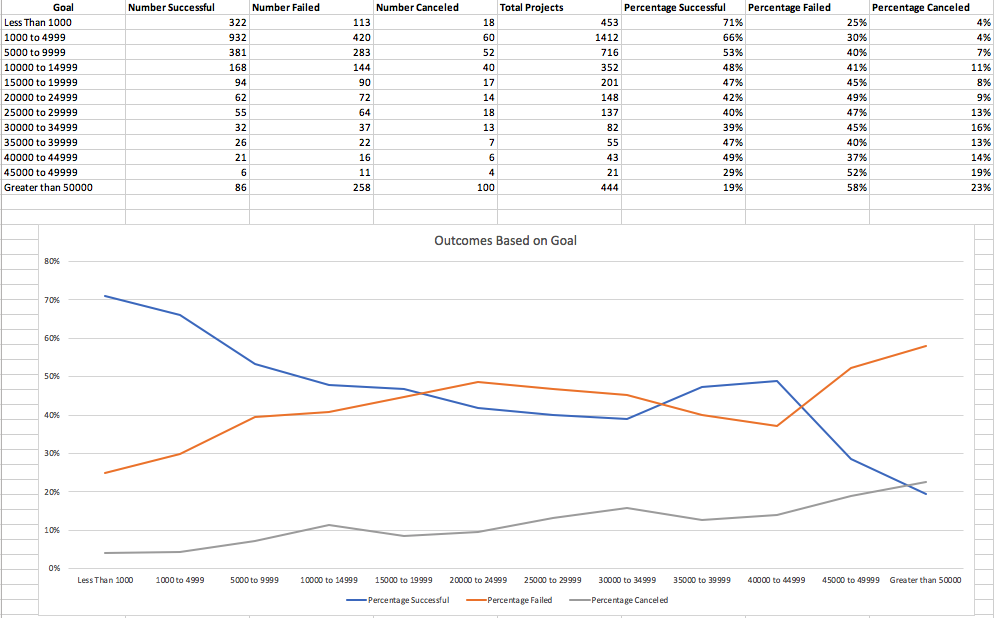 Goal Number Successful Number Failed Number Canceled Total Projects Percentage Successful Percentage Failed Percentage Canceled
Less Than 1000 322 113 18 453 71% 25% 4%
1000 to 4999 932 420 60 1412 66% 30% 4%
5000 to 9999 381 283 52 716 53% 40% 7%
10000 to 14999 168 144 40 352 48% 41% 11%
15000 to 19999 94 90 17 201 47% 45% 8%
20000 to 24999 62 72 14 148 42% 49% 9%
25000 to 29999 55 64 18 137 40% 47% 13%
30000 to 34999 32 37 13 82 39% 45% 16%
35000 to 39999 26 22 7 55 47% 40% 13%
40000 to 44999 21 16 6 43 49% 37% 14%
45000 to 49999 6 11 4 21 29% 52% 19%
Greater than 50000 86 258 100 444 19% 58% 23%
Outcomes Based on Goal
80%
70%
60%
50%
40%
30%
20%
10%
0%
Less Than 1000 1000 to 4999 5000 to 9999 10000 to 14999 15000 to 19999 20000 to 24999 25000 to 29999 30000 to 34999 35000 to 39999 40000 to 44999 45000 to 49999 Greater than 50000
Percentage Successful Percentage Failed Percentage Canceled